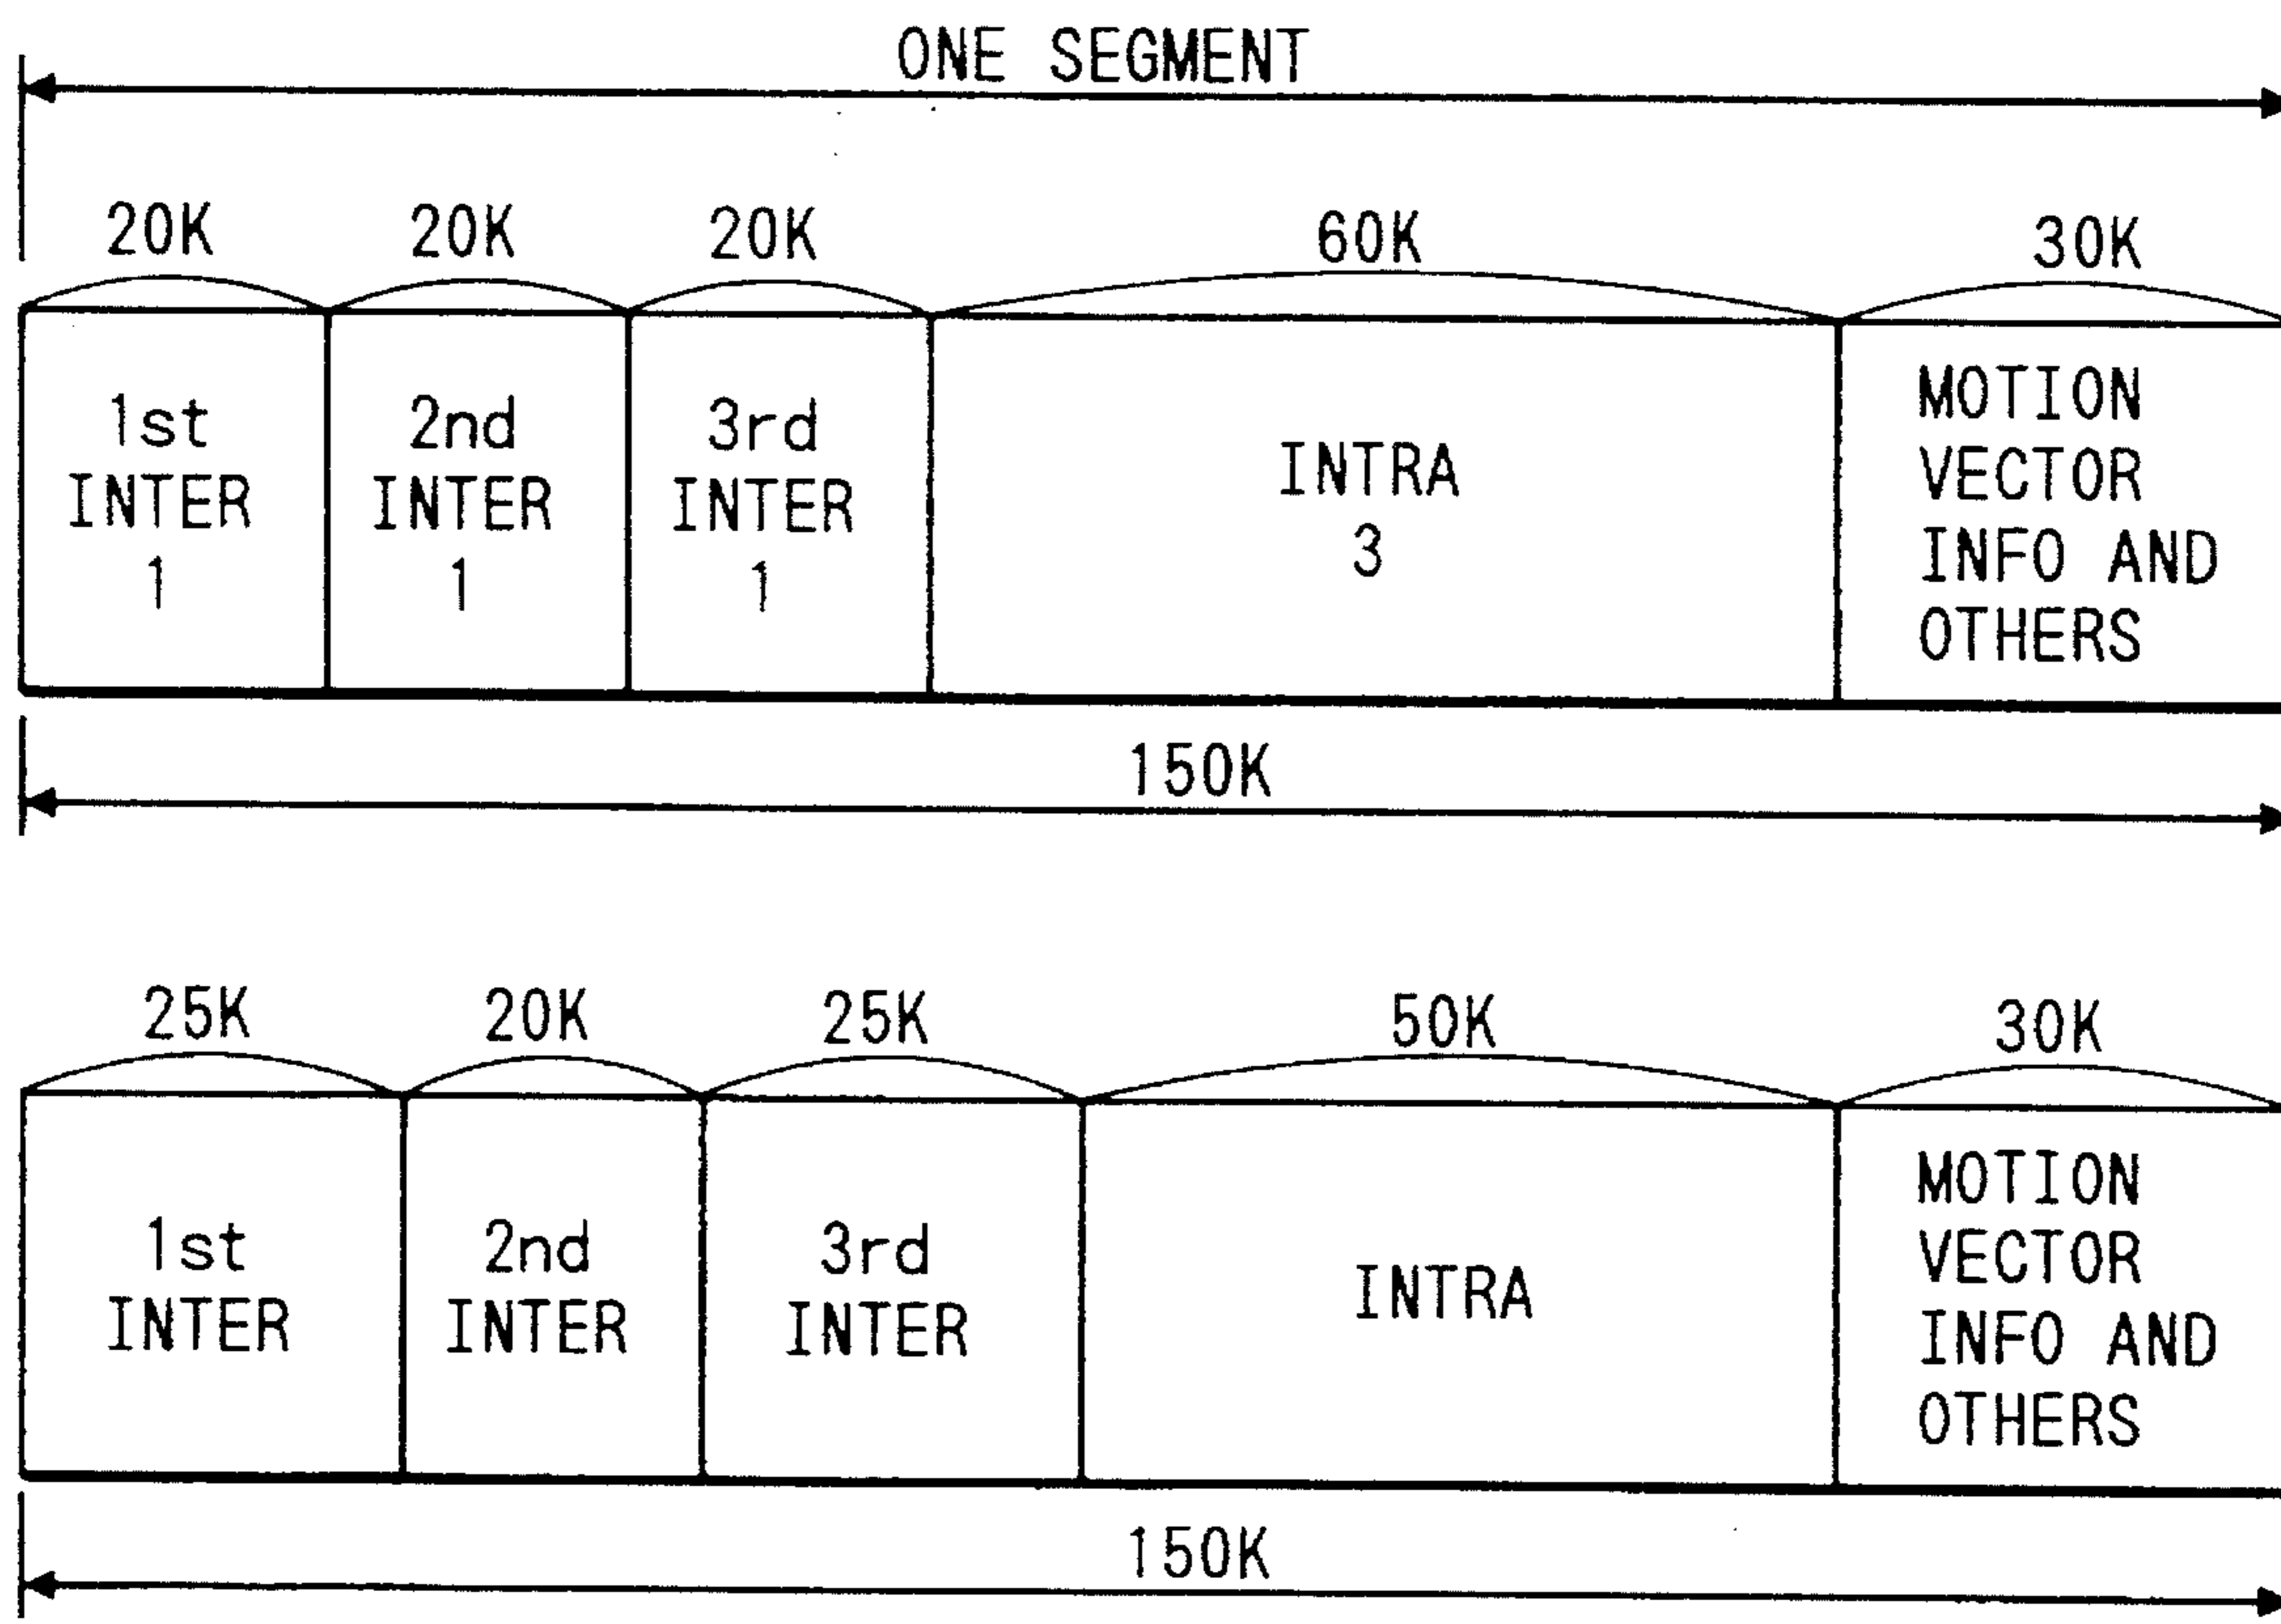 ONE SEGMENT
20K 20K 20K 60K 30K
1st
INTER
1
2nd
INTER
1
3rd
INTER
1
INTRA
3
MOTION
VECTOR
INFO AND
OTHERS
150K
25K 20K 25K 50K 30K
1st
INTER
2nd
INTER
3rd
INTER
INTRA
MOTION
VECTOR
INFO AND
OTHERS
150K